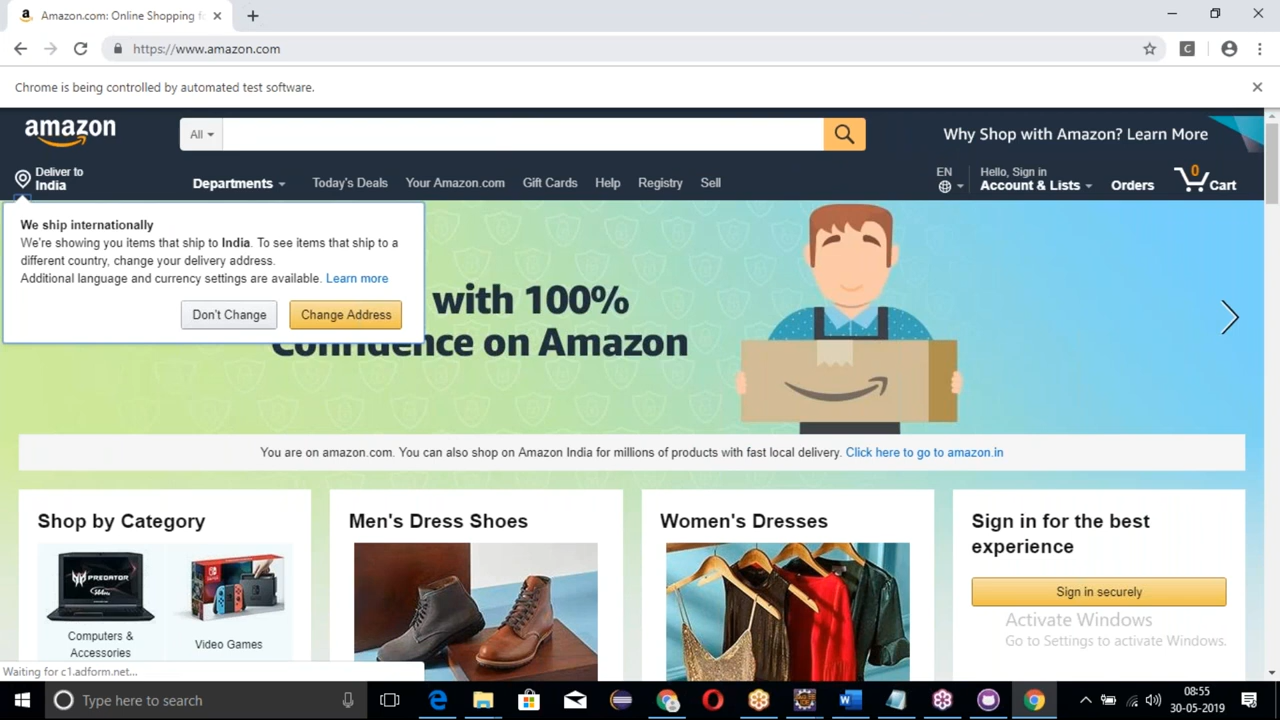 Amazon.com: Online Shopping f
https://www.amazon.com
Chrome is being controlled by automated test software.
amazon
All
Why Shop with Amazon? Learn More
Deliver to
India
Departments
Today's Deals
Your Amazon.com
Gift Cards
Help
Registry
Sell
EN
Hello, Sign in
Account & Lists
Orders
0
Cart
We ship internationally
We're showing you items that ship to India. To see items that ship to a
different country, change your delivery address.
Additional language and currency settings are available. Learn more
Don't Change
Change Address
with 100%
Confidence on Amazon
You are on amazon.com. You can also shop on Amazon India for millions of products with fast local delivery. Click here to go to amazon.in
Shop by Category
Men's Dress Shoes
Women's Dresses
Sign in for the best
experience
PREDATOR
144Hz
Computers &
Accessories
Video Games
Sign in securely
Activate Windows
Go to Settings to activate Windows.
Waiting for c1.adform.net...
Type here to search
08:55
30-05-2019